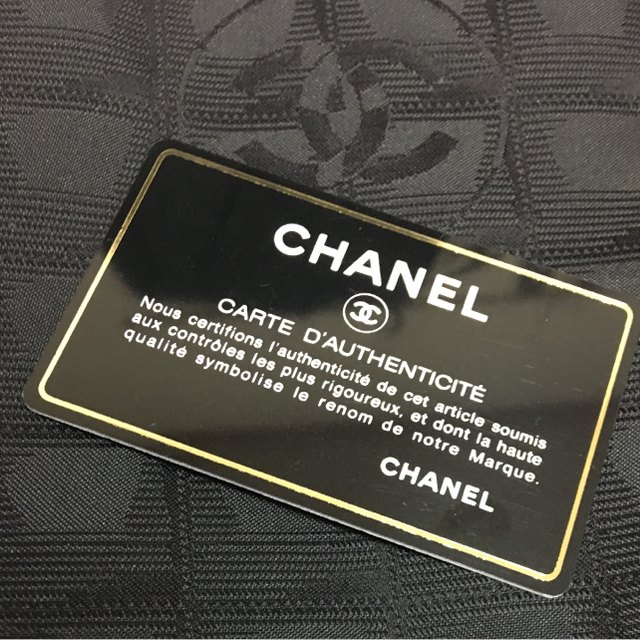 CHANEL
CARTE D'AUTHENTICITÉ
Nous certifions l'authenticité de cet article soumis
aux contrôles les plus rigoureux, et dont la haute
qualité symbolise le renom de notre Marque.
CHANEL